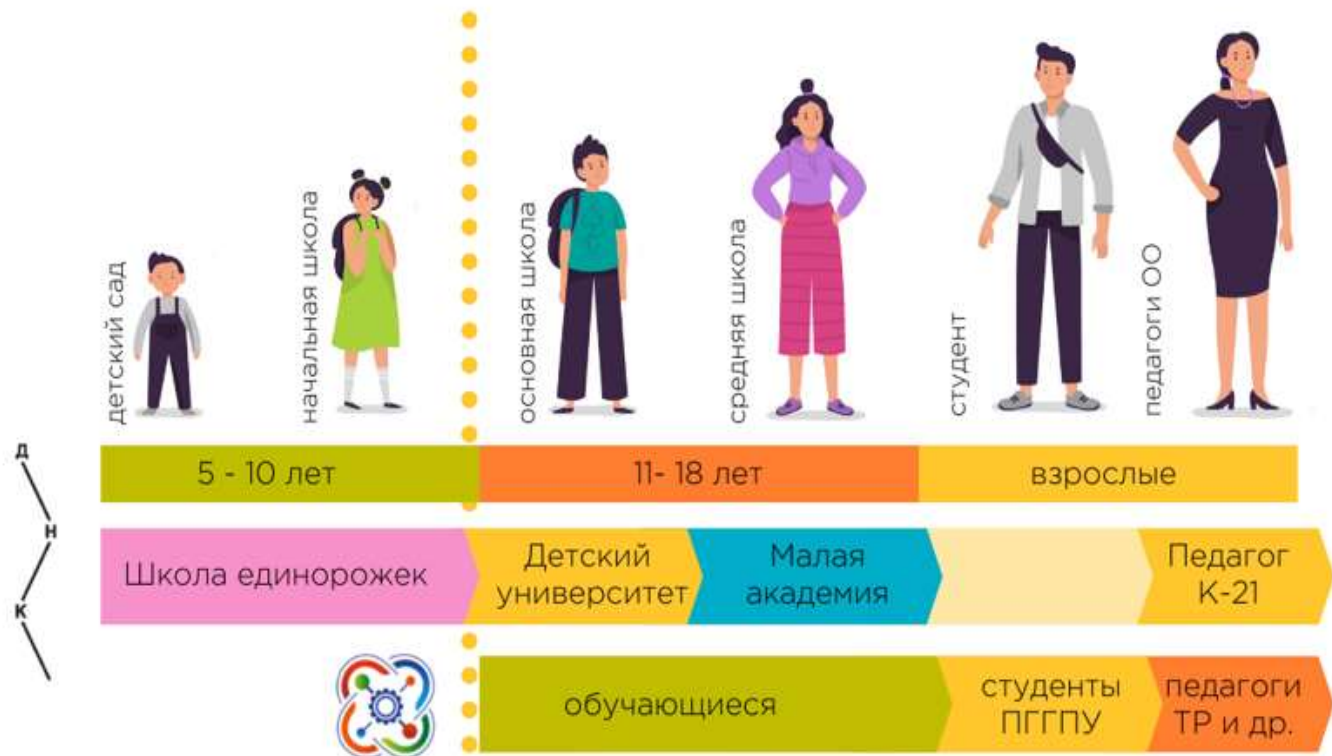 детский сад
начальная школа
основная школа
средняя школа
студент
педагоги ОО
5 - 10 лет
11- 18 лет
взрослые
Д
Н
К
Школа единорожек
Детский
университет
Малая
академия
Педагог
К-21
обучающиеся
студенты
ПГГПУ
педагоги
ТР и др.